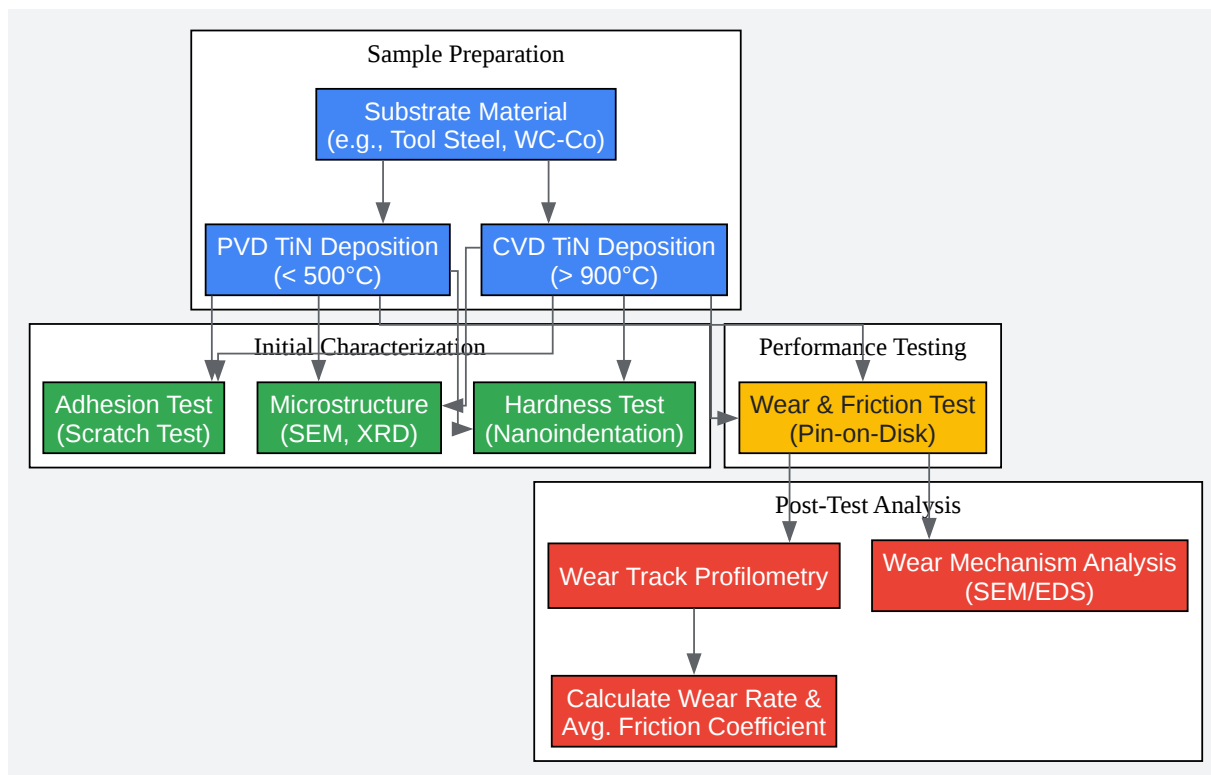 Sample Preparation
Substrate Material
(e.g., Tool Steel, WC-Co)
PVD TiN Deposition
(< 500°C)
CVD TiN Deposition
(> 900°C)
Initial Characterization
Performance Testing
Adhesion Test
(Scratch Test)
Microstructure
(SEM, XRD)
Hardness Test
(Nanoindentation)
Wear & Friction Test
(Pin-on-Disk)
Post-Test Analysis
Wear Track Profilometry
Wear Mechanism Analysis
(SEM/EDS)
Calculate Wear Rate &
Avg. Friction Coefficient